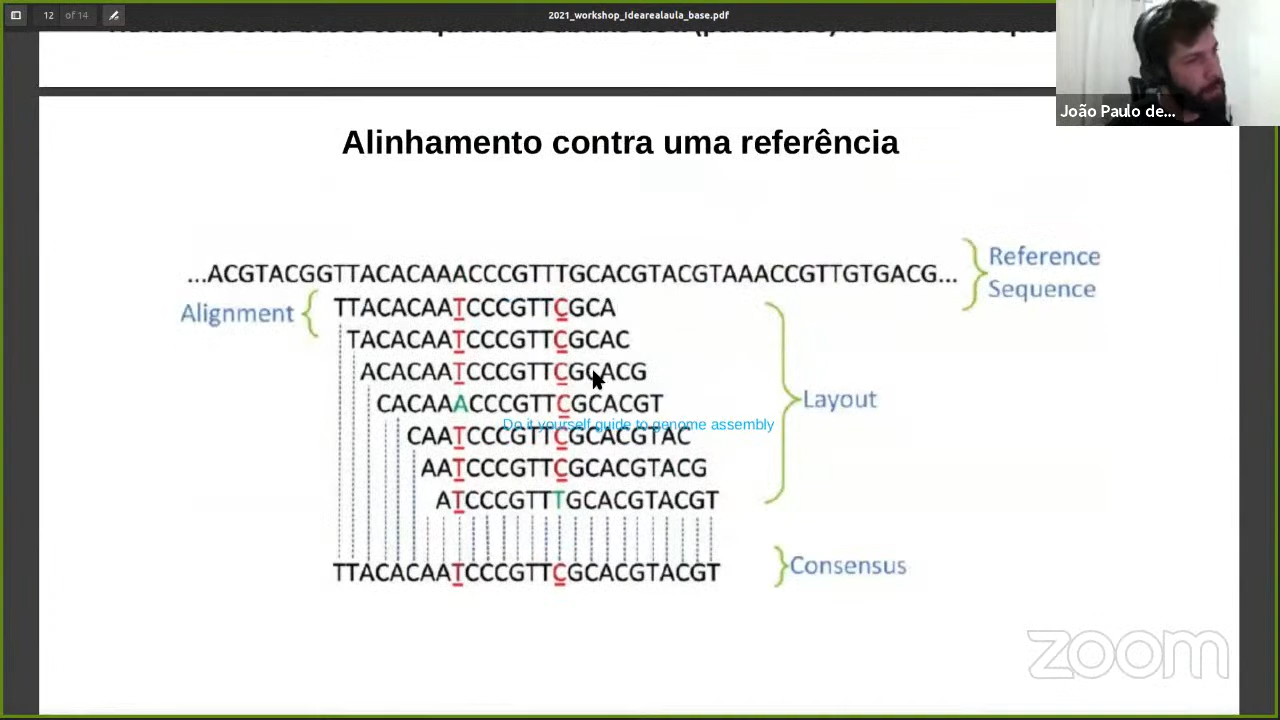 12 of 14
2021_workshop_Idearealaula_base.pdf
João Paulo de...
Alinhamento contra uma referência
...ACGTACGGTTACACAAACCCGTTTGCACGTACGTAAACCGTTGTGACG...
Reference
Sequence
Alignment
TTACACAATCCCGTTCGCA
TACACAATCCCGTTCGCAC
ACACAATCCCGTTCGCACG
CACAAACCCGTTCGCACGT
Layout
Do it yourself guide to genome assembly
CAATCCCGTTCGCACGTAC
AATCCCGTTCGCACGTACG
ATCCCGTTTGCACGTACGT
TTACACAATCCCGTTCGCACGTACGT
Consensus
zoom